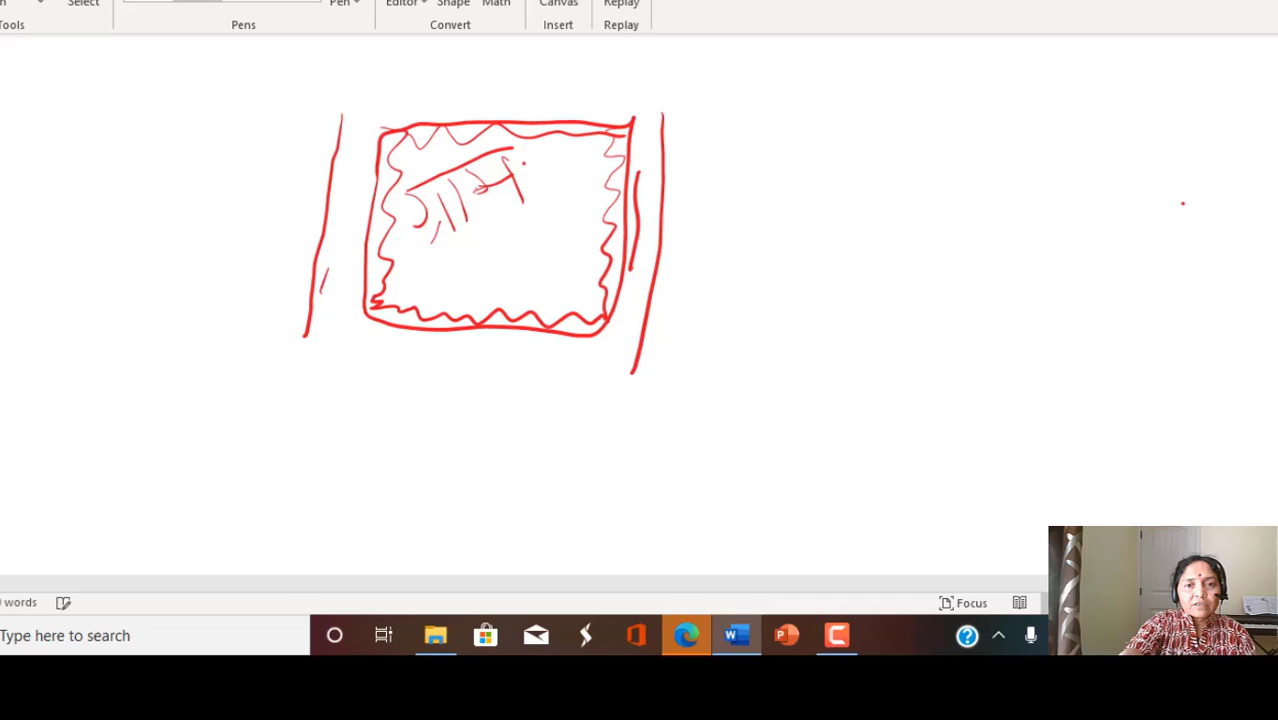 Select Pen Editor Shape Math Canvas Replay
Tools Pens Convert Insert Replay
words Focus
Type here to search